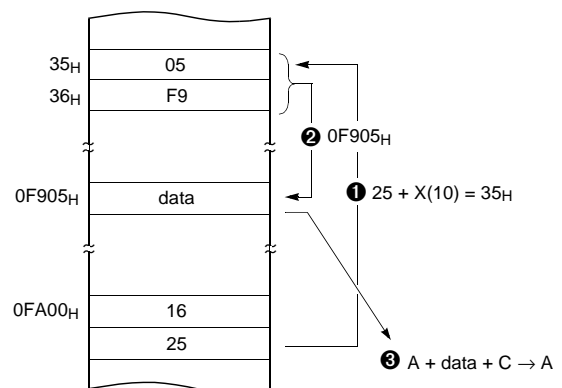 35H 05
36H F9
❷ 0F905H
0F905H data
❶ 25 + X(10) = 35H
0FA00H 16
25
❸ A + data + C → A